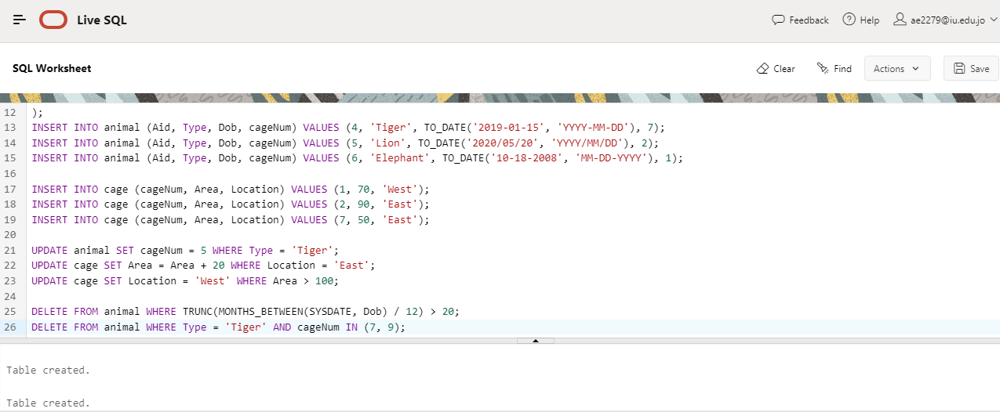 Live SQL
Feedback
Help
ae2279@iu.edu.jo
SQL Worksheet
Clear
Find
Actions
Save
12 );
13 INSERT INTO animal (Aid, Type, Dob, cageNum) VALUES (4, 'Tiger', TO_DATE('2019-01-15', 'YYYY-MM-DD'), 7);
14 INSERT INTO animal (Aid, Type, Dob, cageNum) VALUES (5, 'Lion', TO_DATE('2020/05/20', 'YYYY/MM/DD'), 2);
15 INSERT INTO animal (Aid, Type, Dob, cageNum) VALUES (6, 'Elephant', TO_DATE('10-18-2008', 'MM-DD-YYYY'), 1);
16
17 INSERT INTO cage (cageNum, Area, Location) VALUES (1, 70, 'West');
18 INSERT INTO cage (cageNum, Area, Location) VALUES (2, 90, 'East');
19 INSERT INTO cage (cageNum, Area, Location) VALUES (7, 50, 'East');
20
21 UPDATE animal SET cageNum = 5 WHERE Type = 'Tiger';
22 UPDATE cage SET Area = Area + 20 WHERE Location = 'East';
23 UPDATE cage SET Location = 'West' WHERE Area > 100;
24
25 DELETE FROM animal WHERE TRUNC(MONTHS_BETWEEN(SYSDATE, Dob) / 12) > 20;
26 DELETE FROM animal WHERE Type = 'Tiger' AND cageNum IN (7, 9);
Table created.
Table created.